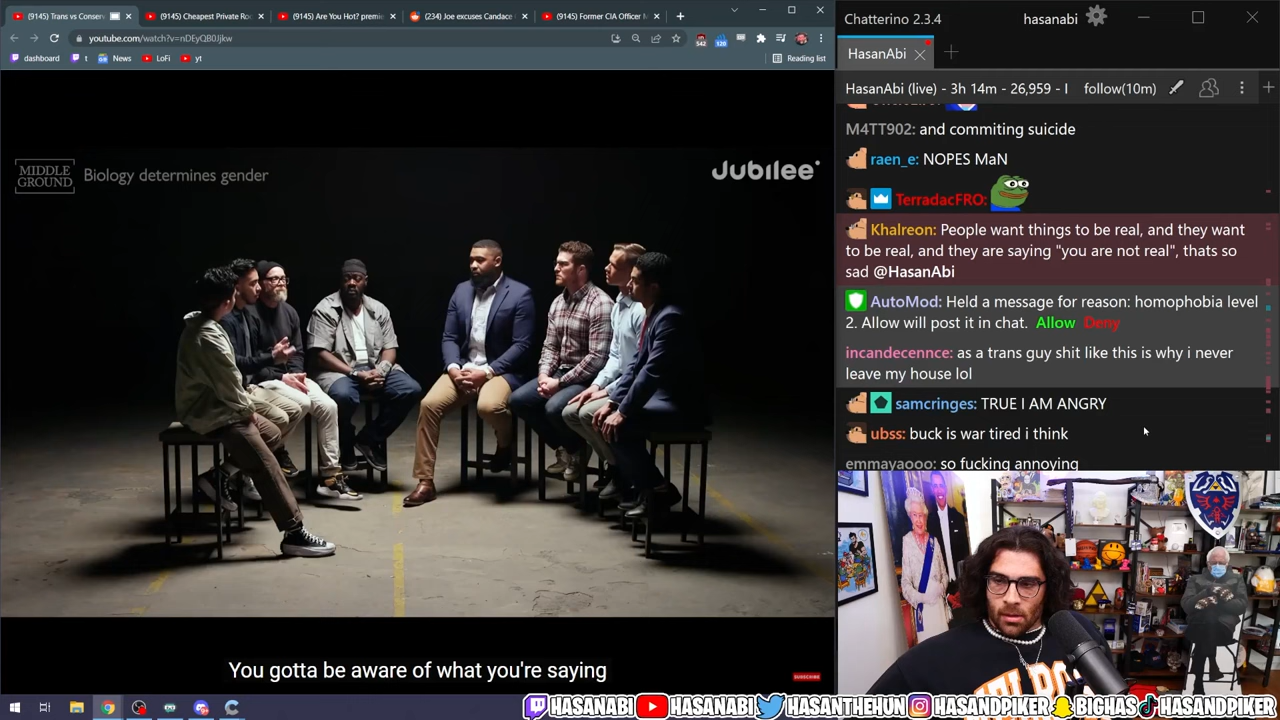 (9145) Trans vs Conserv
(9145) Cheapest Private Ro
(9145) Are You Hot? premie
(234) Joe excuses Candace
(9145) Former CIA Officer
youtube.com/watch?v=nDEyQB0Jjkw
542
120
dashboard
t
News
LoFi
yt
Reading list
MIDDLE
GROUND
Biology determines gender
Jubilee
You gotta be aware of what you're saying
SUBSCRIBE
Chatterino 2.3.4
hasanabi
HasanAbi
HasanAbi (live) - 3h 14m - 26,959 - I
follow(10m)
M4TT902: and commiting suicide
raen_e: NOPES MaN
TerradacFRO:
Khalreon: People want things to be real, and they want
to be real, and they are saying "you are not real", thats so
sad @HasanAbi
AutoMod: Held a message for reason: homophobia level
2. Allow will post it in chat. Allow Deny
incandecennce: as a trans guy shit like this is why i never
leave my house lol
samcringes: TRUE I AM ANGRY
ubss: buck is war tired i think
emmayaooo: so fucking annoying
HASANABI HASANABI HASANTHEHUN HASANDPIKER BIGHAS HASANDPIKER